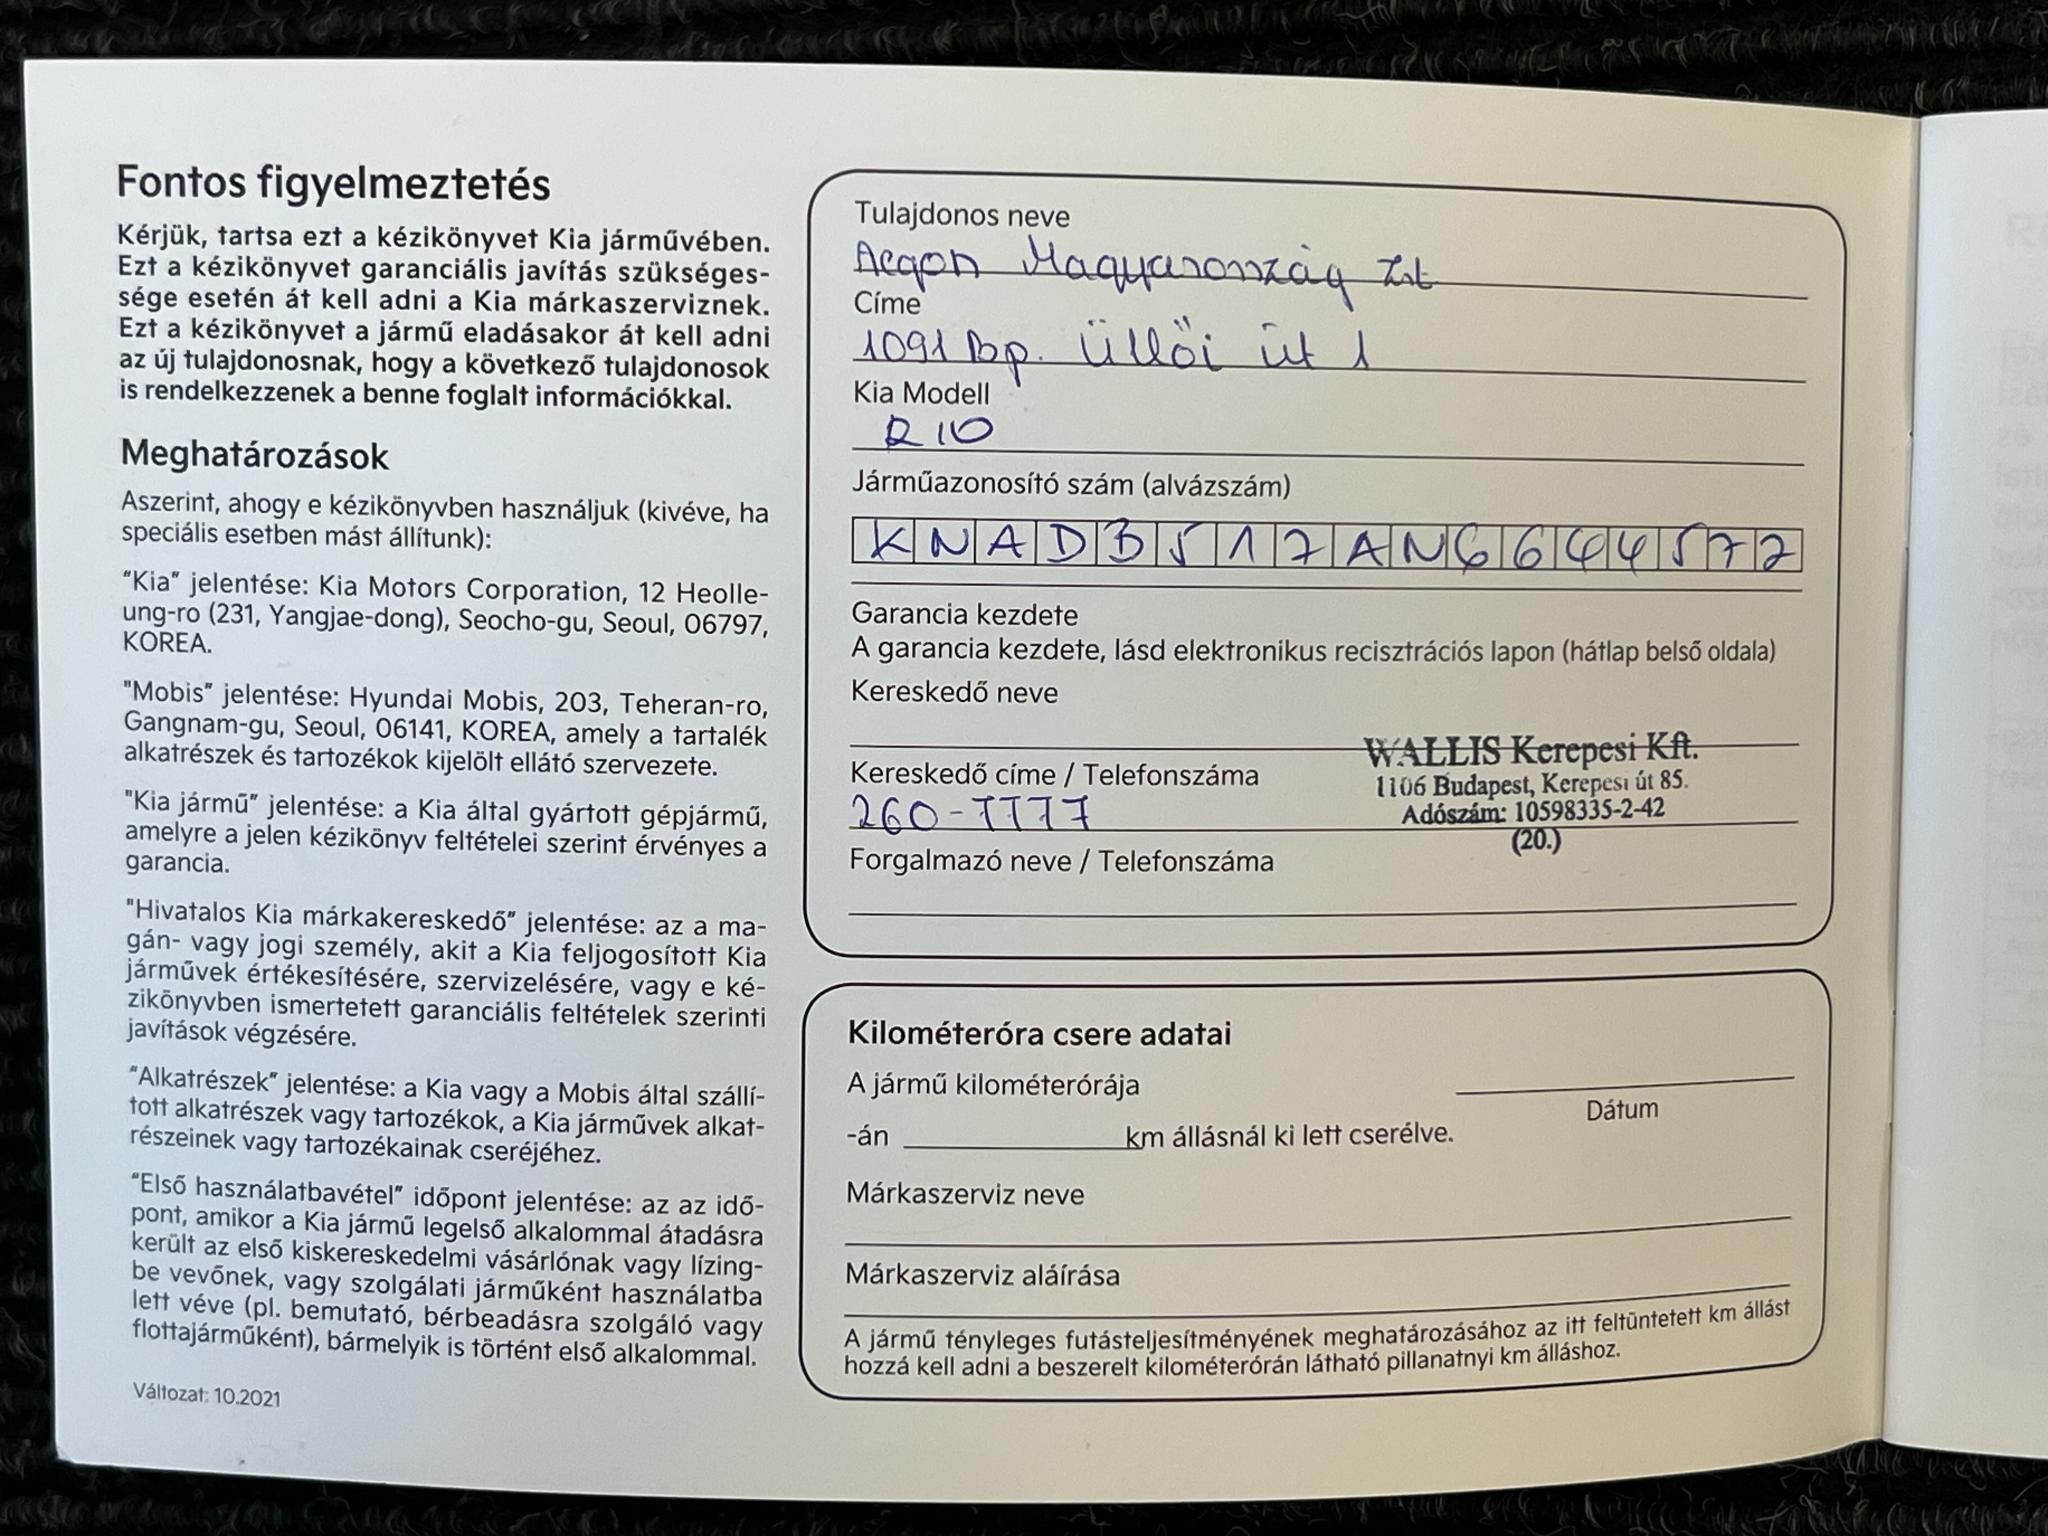 Fontos figyelmeztetés
Kérjük, tartsa ezt a kézikönyvet Kia járművében.
Ezt a kézikönyvet garanciális javítás szükséges-
sége esetén át kell adni a Kia márkaszerviznek.
Ezt a kézikönyvet a jármű eladásakor át kell adni
az új tulajdonosnak, hogy a következő tulajdonosok
is rendelkezzenek a benne foglalt információkkal.
Meghatározások
Aszerint, ahogy e kézikönyvben használjuk (kivéve, ha
speciális esetben mást állítunk):
“Kia” jelentése: Kia Motors Corporation, 12 Heolle-
ung-ro (231, Yangjae-dong), Seocho-gu, Seoul, 06797,
KOREA.
"Mobis” jelentése: Hyundai Mobis, 203, Teheran-ro,
Gangnam-gu, Seoul, 06141, KOREA, amely a tartalék
alkatrészek és tartozékok kijelölt ellátó szervezete.
"Kia jármű” jelentése: a Kia által gyártott gépjármű,
amelyre a jelen kézikönyv feltételei szerint érvényes a
garancia.
"Hivatalos Kia márkakereskedő” jelentése: az a ma-
gán- vagy jogi személy, akit a Kia feljogosított Kia
járművek értékesítésére, szervizelésére, vagy e ké-
zikönyvben ismertetett garanciális feltételek szerinti
javítások végzésére.
“Alkatrészek” jelentése: a Kia vagy a Mobis által szállí-
tott alkatrészek vagy tartozékok, a Kia járművek alkat-
részeinek vagy tartozékainak cseréjéhez.
“Első használatbavétel” időpont jelentése: az az idő-
pont, amikor a Kia jármű legelső alkalommal átadásra
került az első kiskereskedelmi vásárlónak vagy lízing-
be vevőnek, vagy szolgálati járműként használatba
lett véve (pl. bemutató, bérbeadásra szolgáló vagy
flottajárműként), bármelyik is történt első alkalommal.
Változat: 10.2021
Tulajdonos neve
Aegon Magyarország Zrt
Címe
1091 Bp. Üllői út 1
Kia Modell
RIO
Járműazonosító szám (alvázszám)
KNADB517AN6644572
Garancia kezdete
A garancia kezdete, lásd elektronikus recisztrációs lapon (hátlap belső oldala)
Kereskedő neve
WALLIS Kerepesi Kft.
1106 Budapest, Kerepesi út 85.
Adószám: 10598335-2-42
(20.)
Kereskedő címe / Telefonszáma
260-7777
Forgalmazó neve / Telefonszáma
Kilométeróra csere adatai
A jármű kilométerórája
Dátum
-án km állásnál ki lett cserélve.
Márkaszerviz neve
Márkaszerviz aláírása
A jármű tényleges futásteljesítményének meghatározásához az itt feltüntetett km állást
hozzá kell adni a beszerelt kilométerórán látható pillanatnyi km álláshoz.